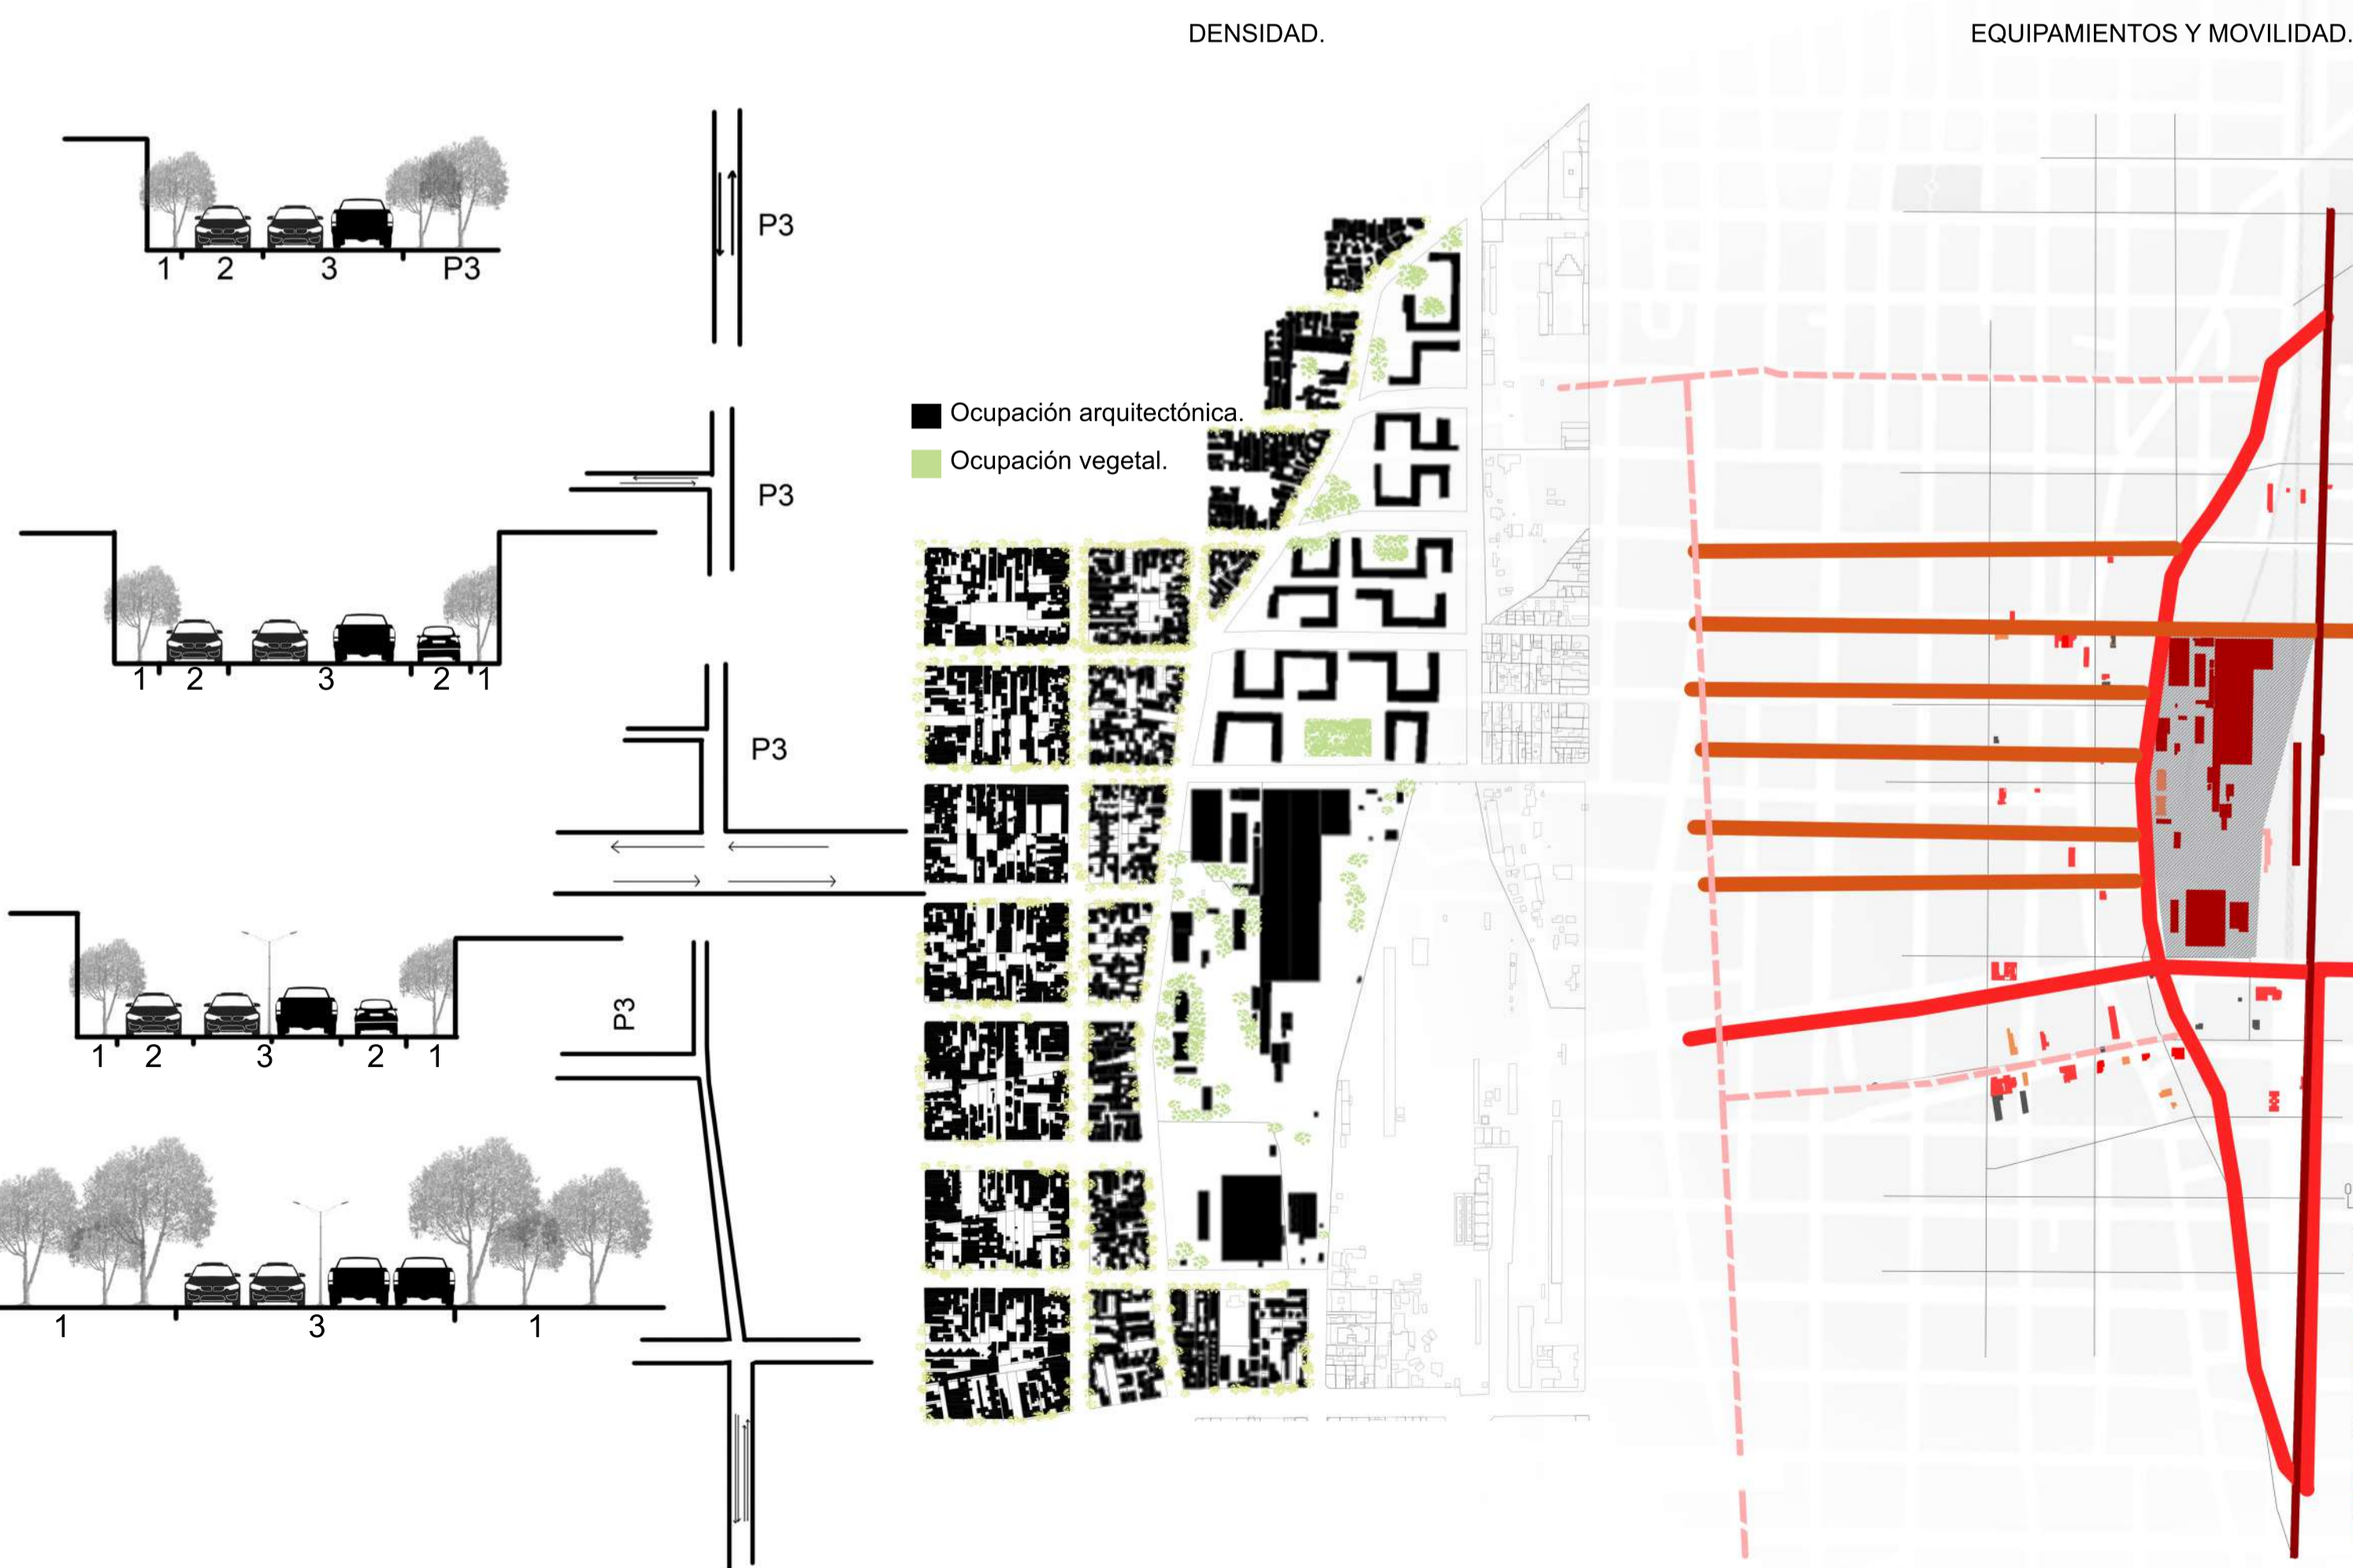 DENSIDAD.
EQUIPAMIENTOS Y MOVILIDAD.
1 2 3 P3
P3
Ocupación arquitectónica.
Ocupación vegetal.
P3
1 2 3 2 1
P3
1 2 3 2 1
P3
1 3 1